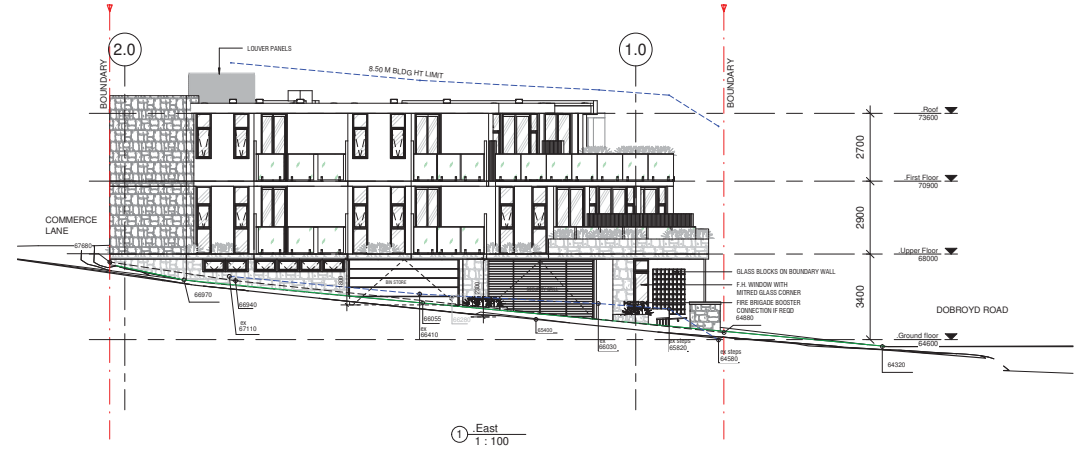 2.0
1.0
LOUVER PANELS
8.50 M BLDG HT LIMIT
BOUNDARY
BOUNDARY
.Roof
73600
2700
.First Floor
70900
2900
COMMERCE
LANE
67680
.Upper Floor
68000
3400
GLASS BLOCKS ON BOUNDARY WALL
F.H. WINDOW WITH
MITRED GLASS CORNER
FIRE BRIGADE BOOSTER
CONNECTION IF REQD
64880
DOBROYD ROAD
BIN STORE
66970
66940
ex
67110
66055
ex
66410
65400
ex
66030
ex steps
65820
ex steps
64580
.Ground floor
64600
64320
1
.East
1 : 100